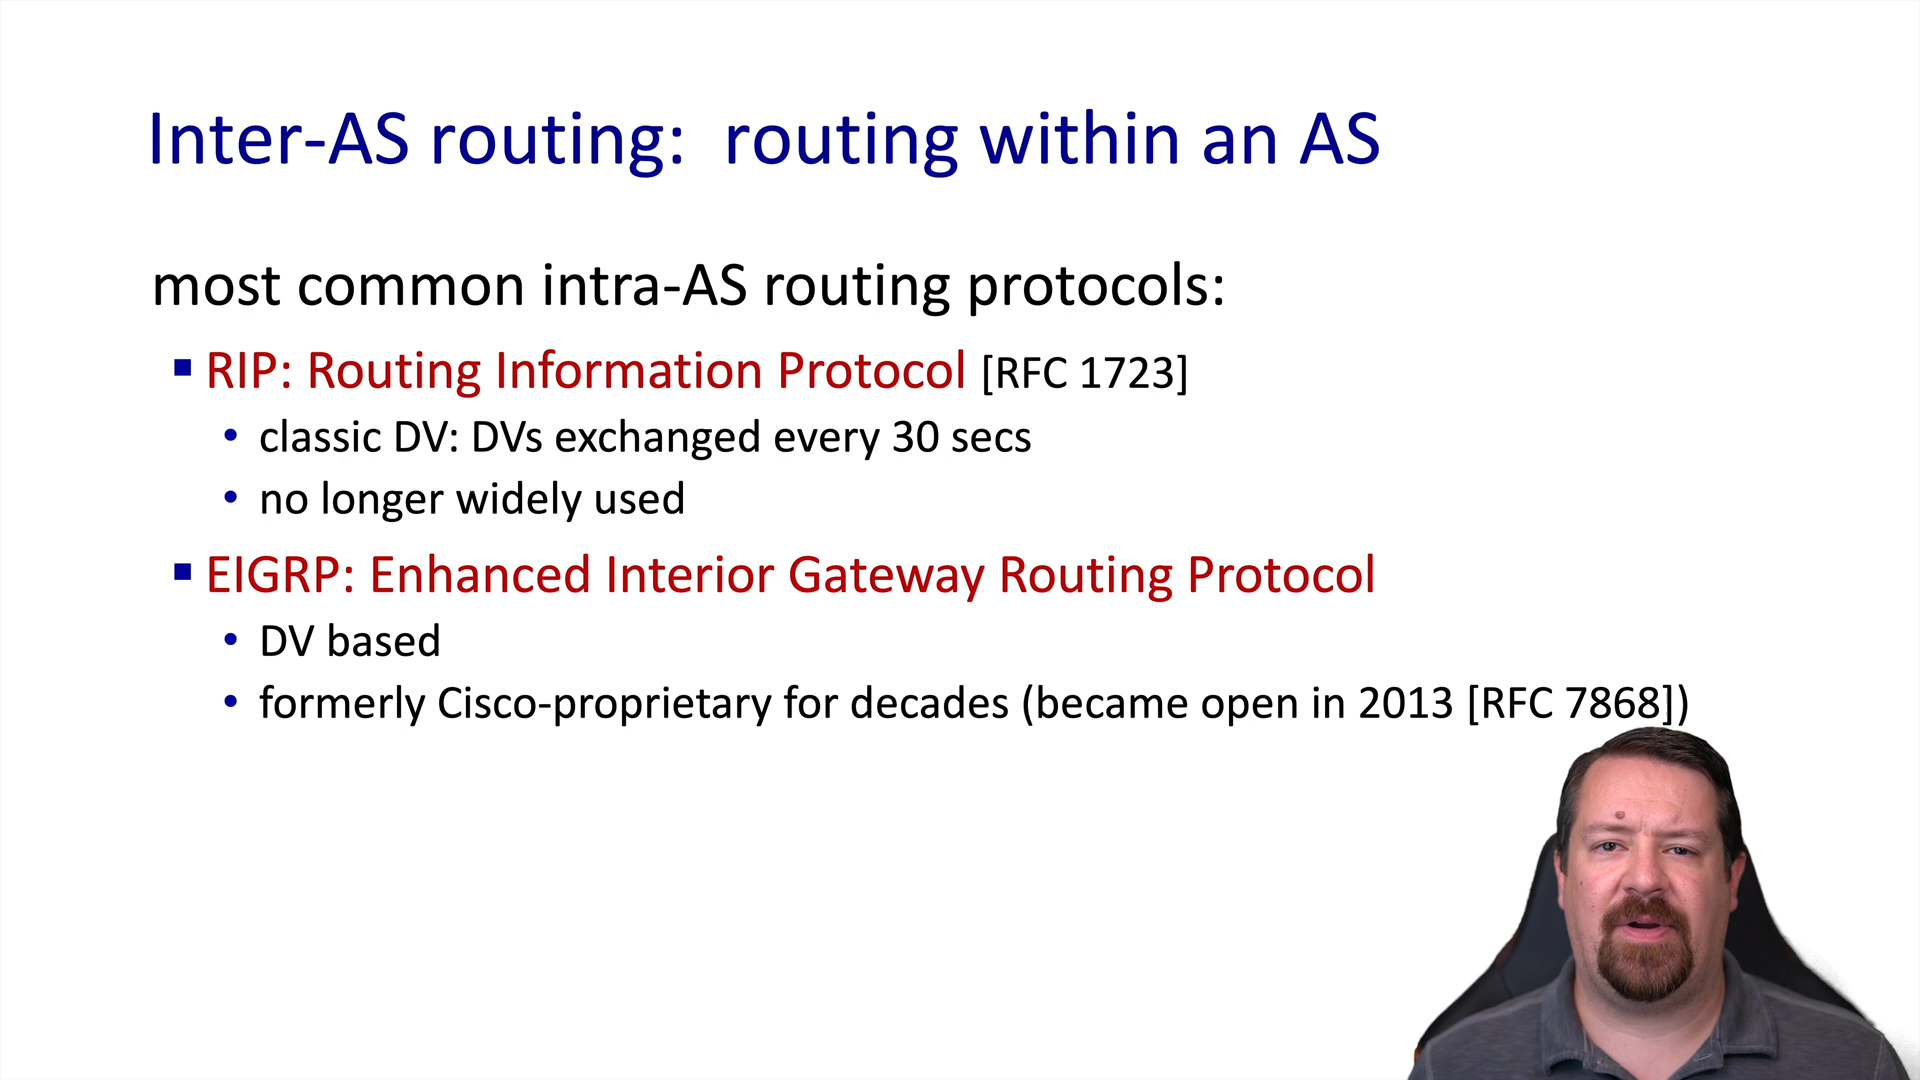 Inter-AS routing: routing within an AS
most common intra-AS routing protocols:
▪ RIP: Routing Information Protocol [RFC 1723]
• classic DV: DVs exchanged every 30 secs
• no longer widely used
▪ EIGRP: Enhanced Interior Gateway Routing Protocol
• DV based
• formerly Cisco-proprietary for decades (became open in 2013 [RFC 7868])